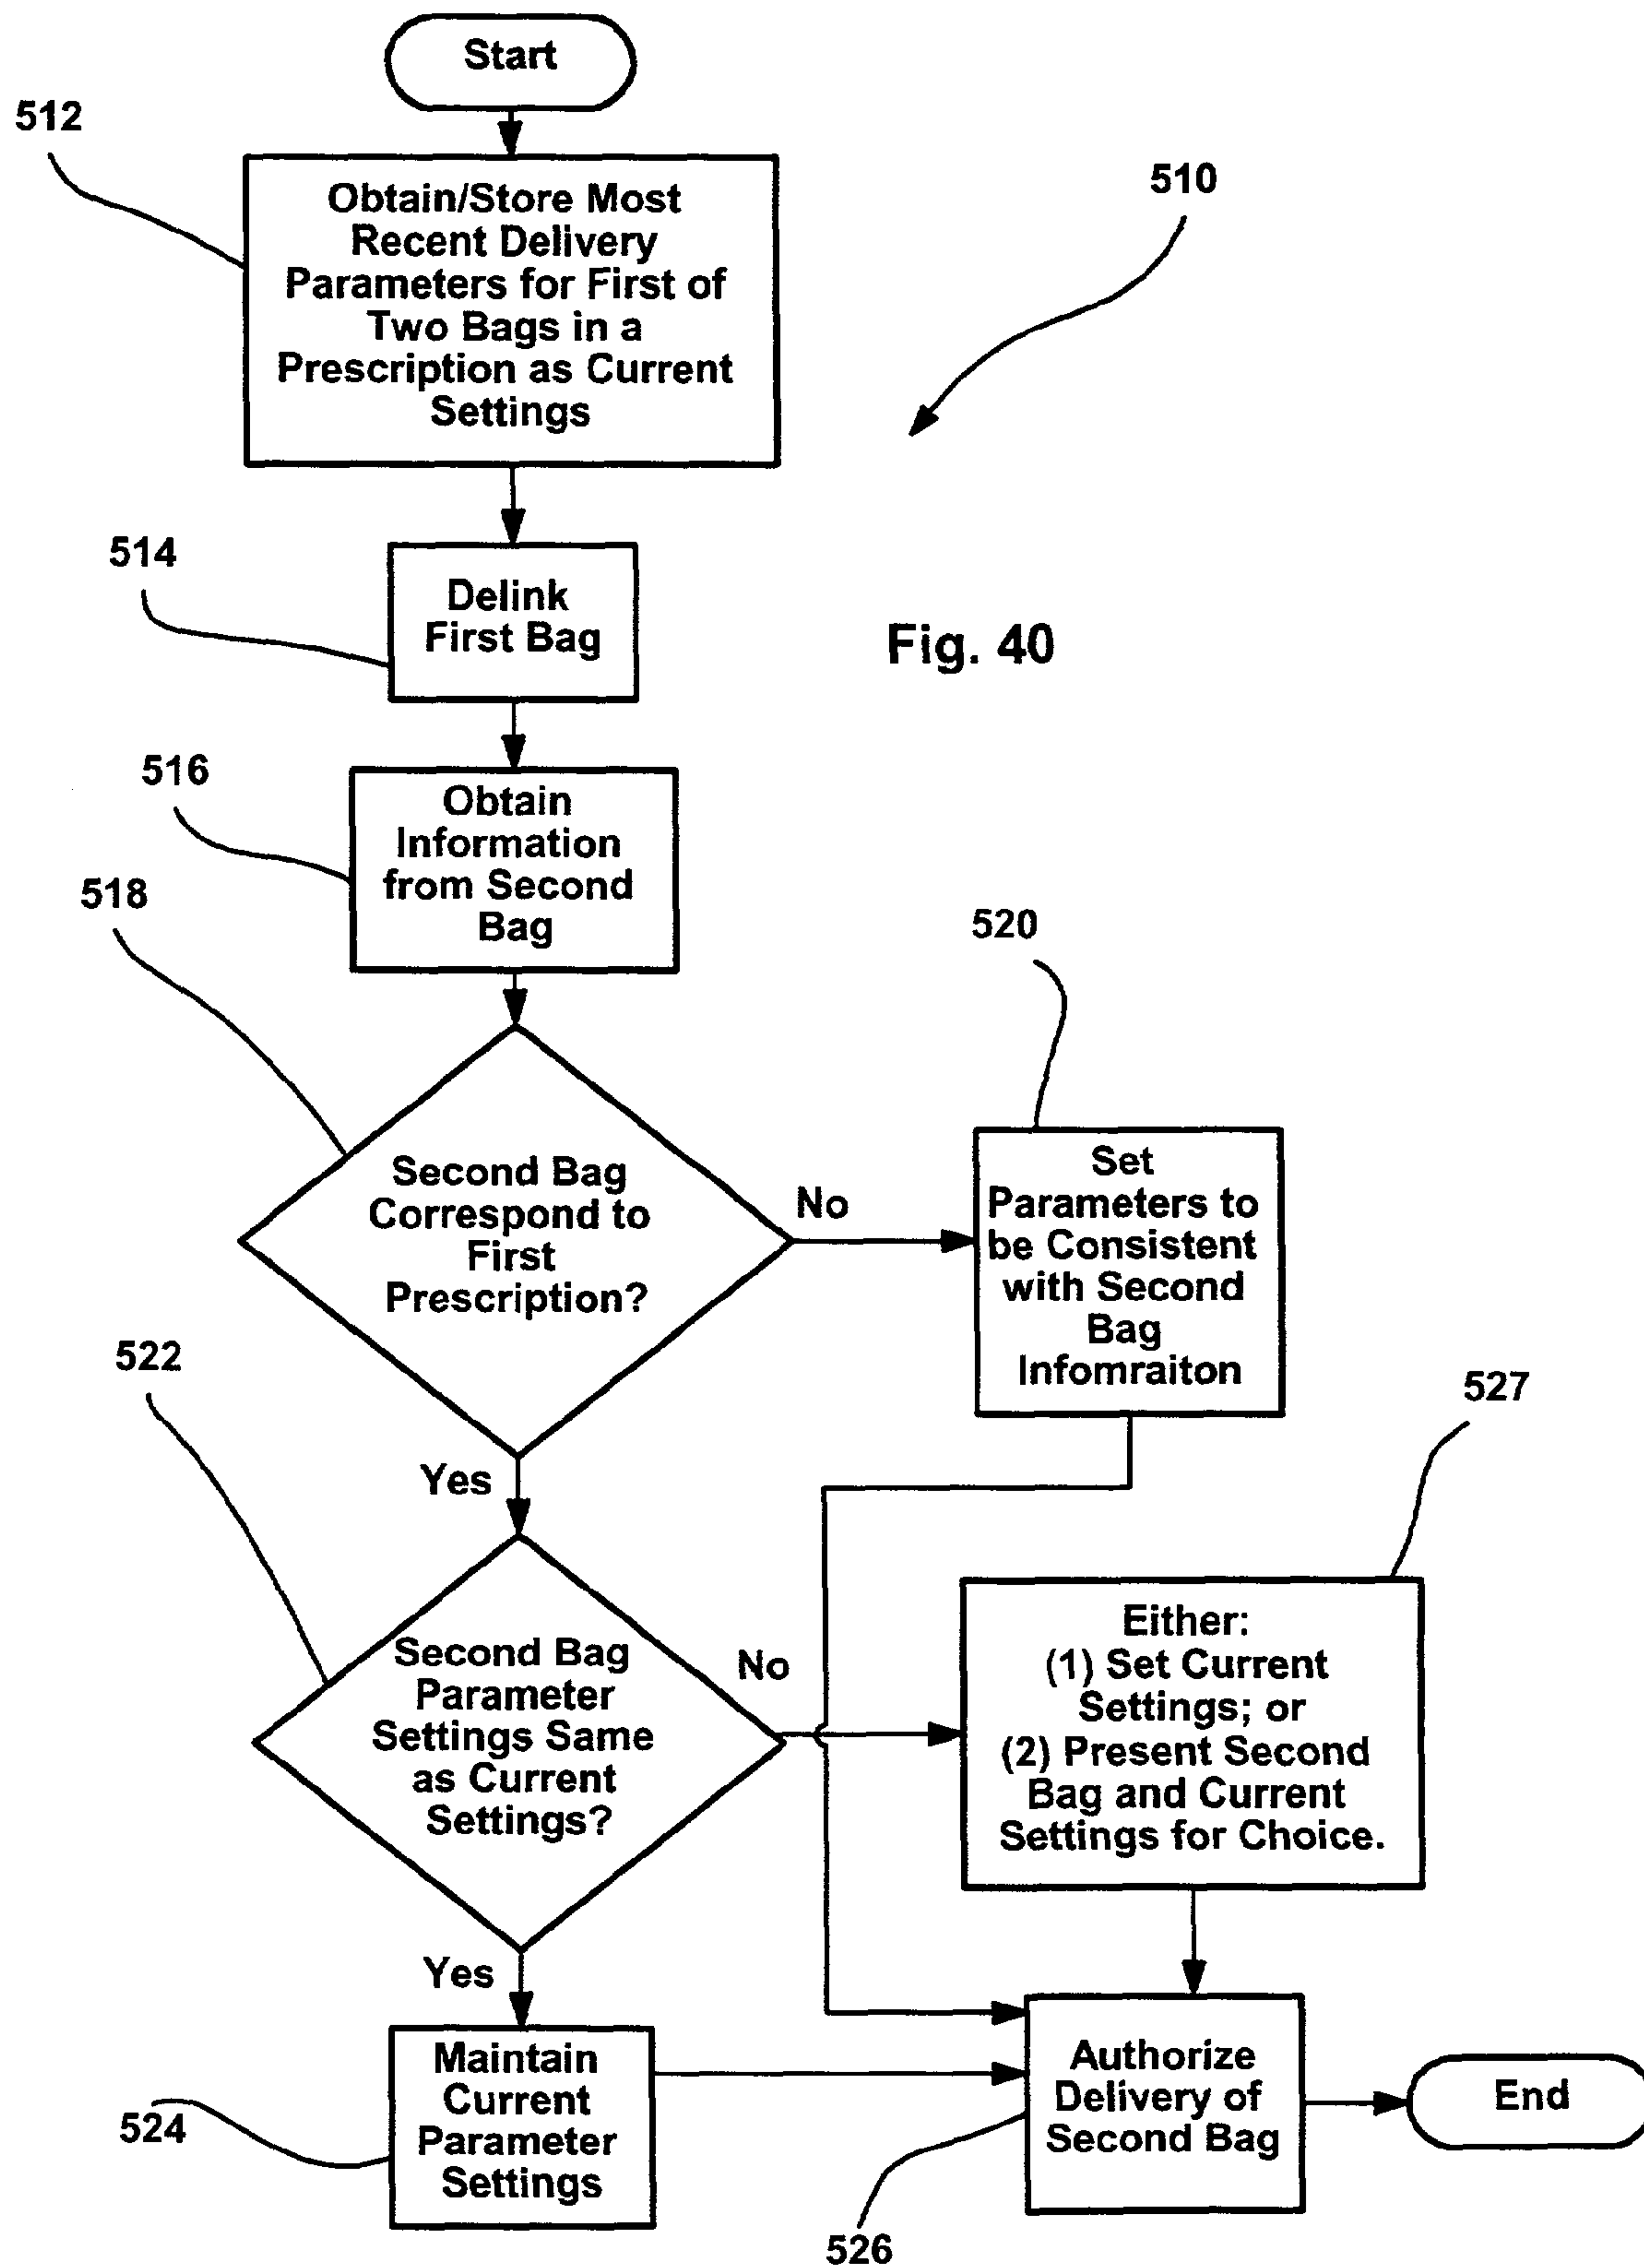 Start
512
510
Obtain/Store Most
Recent Delivery
Parameters for First of
Two Bags in a
Prescription as Current
Settings
514
Delink
First Bag
Fig. 40
516
Obtain
Information
from Second
Bag
518
520
Second Bag
Correspond to
First
Prescription?
No
Set
Parameters to
be Consistent
with Second
Bag
Infomraiton
522
527
Yes
Second Bag
Parameter
Settings Same
as Current
Settings?
No
Either:
(1) Set Current
Settings; or
(2) Present Second
Bag and Current
Settings for Choice.
Yes
524
Maintain
Current
Parameter
Settings
Authorize
Delivery of
Second Bag
End
526